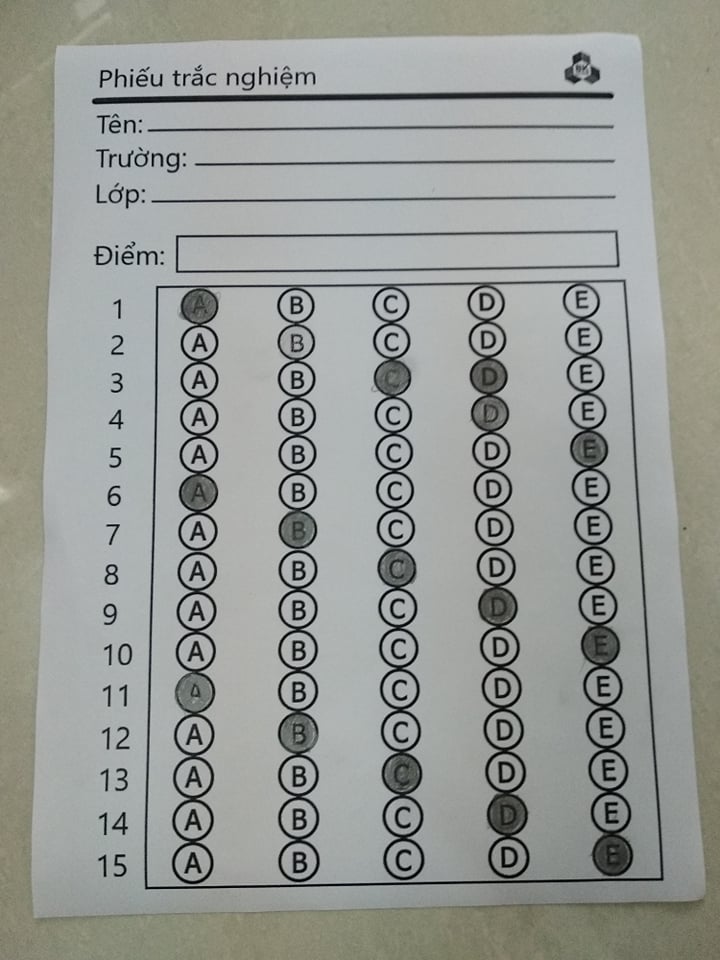 Phiếu trắc nghiệm
BK
Tên:
Trường:
Lớp:
Điểm:
1 A B C D E
2 A B C D E
3 A B C D E
4 A B C D E
5 A B C D E
6 A B C D E
7 A B C D E
8 A B C D E
9 A B C D E
10 A B C D E
11 A B C D E
12 A B C D E
13 A B C D E
14 A B C D E
15 A B C D E